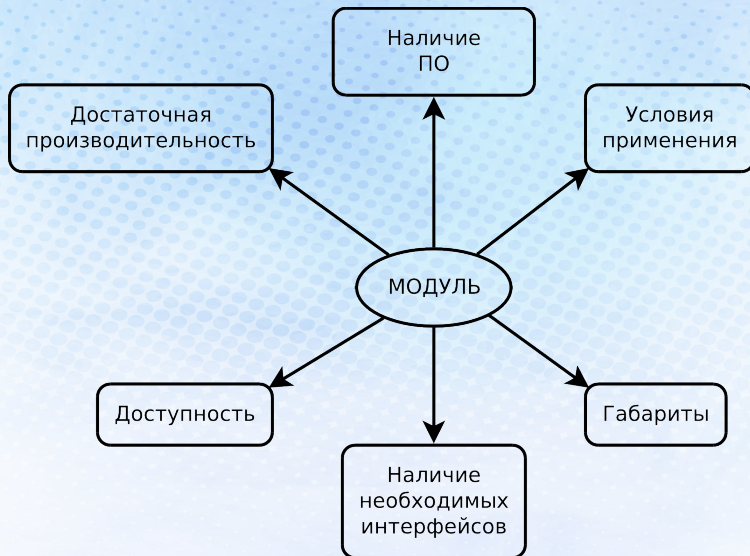 Наличие
ПО
Достаточная
производительность
Условия
применения
МОДУЛЬ
Доступность
Габариты
Наличие
необходимых
интерфейсов